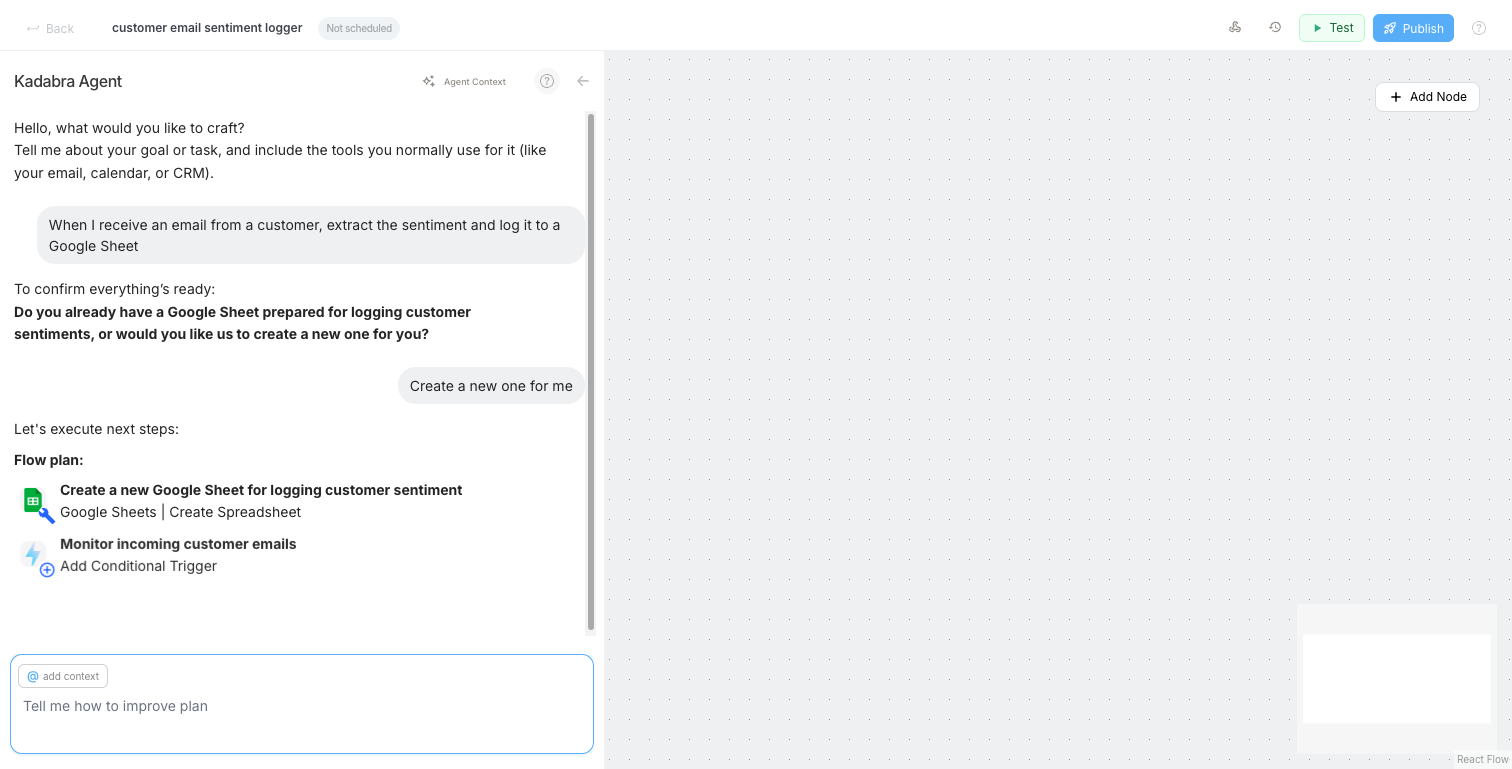 Back
customer email sentiment logger
Not scheduled
Test
Publish
Kadabra Agent
Agent Context
Add Node
Hello, what would you like to craft?
Tell me about your goal or task, and include the tools you normally use for it (like
your email, calendar, or CRM).
When I receive an email from a customer, extract the sentiment and log it to a
Google Sheet
To confirm everything’s ready:
Do you already have a Google Sheet prepared for logging customer
sentiments, or would you like us to create a new one for you?
Create a new one for me
Let's execute next steps:
Flow plan:
Create a new Google Sheet for logging customer sentiment
Google Sheets | Create Spreadsheet
Monitor incoming customer emails
Add Conditional Trigger
@ add context
Tell me how to improve plan
React Flow